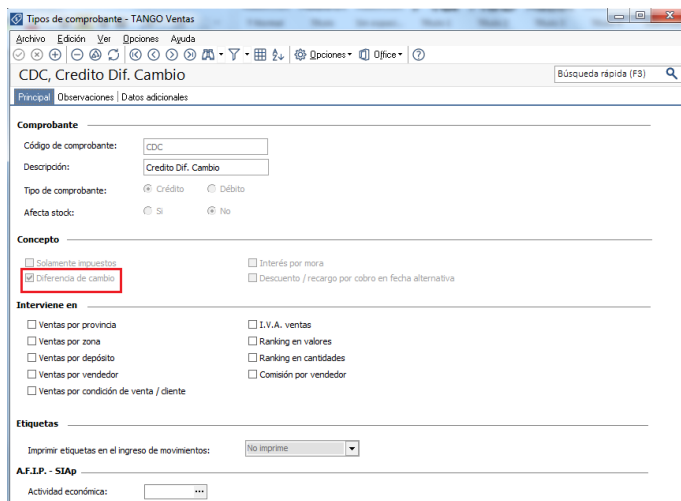 Tipos de comprobante - TANGO Ventas
Archivo Edición Ver Opciones Ayuda
Opciones Office
CDC, Credito Dif. Cambio
Búsqueda rápida (F3)
Principal Observaciones Datos adicionales
Comprobante
Código de comprobante: CDC
Descripción: Credito Dif. Cambio
Tipo de comprobante: Crédito Débito
Afecta stock: Si No
Concepto
Solamente impuestos Interés por mora
Diferencia de cambio Descuento / recargo por cobro en fecha alternativa
Interviene en
Ventas por provincia I.V.A. ventas
Ventas por zona Ranking en valores
Ventas por depósito Ranking en cantidades
Ventas por vendedor Comisión por vendedor
Ventas por condición de venta / cliente
Etiquetas
Imprimir etiquetas en el ingreso de movimientos: No imprime
A.F.I.P. - SIAp
Actividad económica: